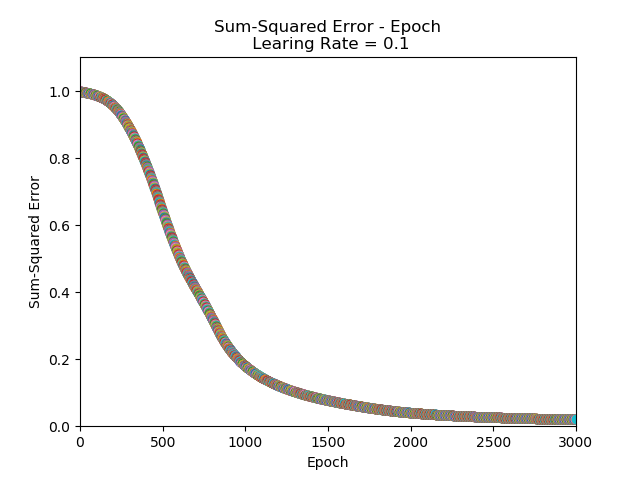 Sum-Squared Error - Epoch
Learing Rate = 0.1
1.0
0.8
0.6
0.4
0.2
0.0
Sum-Squared Error
0 500 1000 1500 2000 2500 3000
Epoch